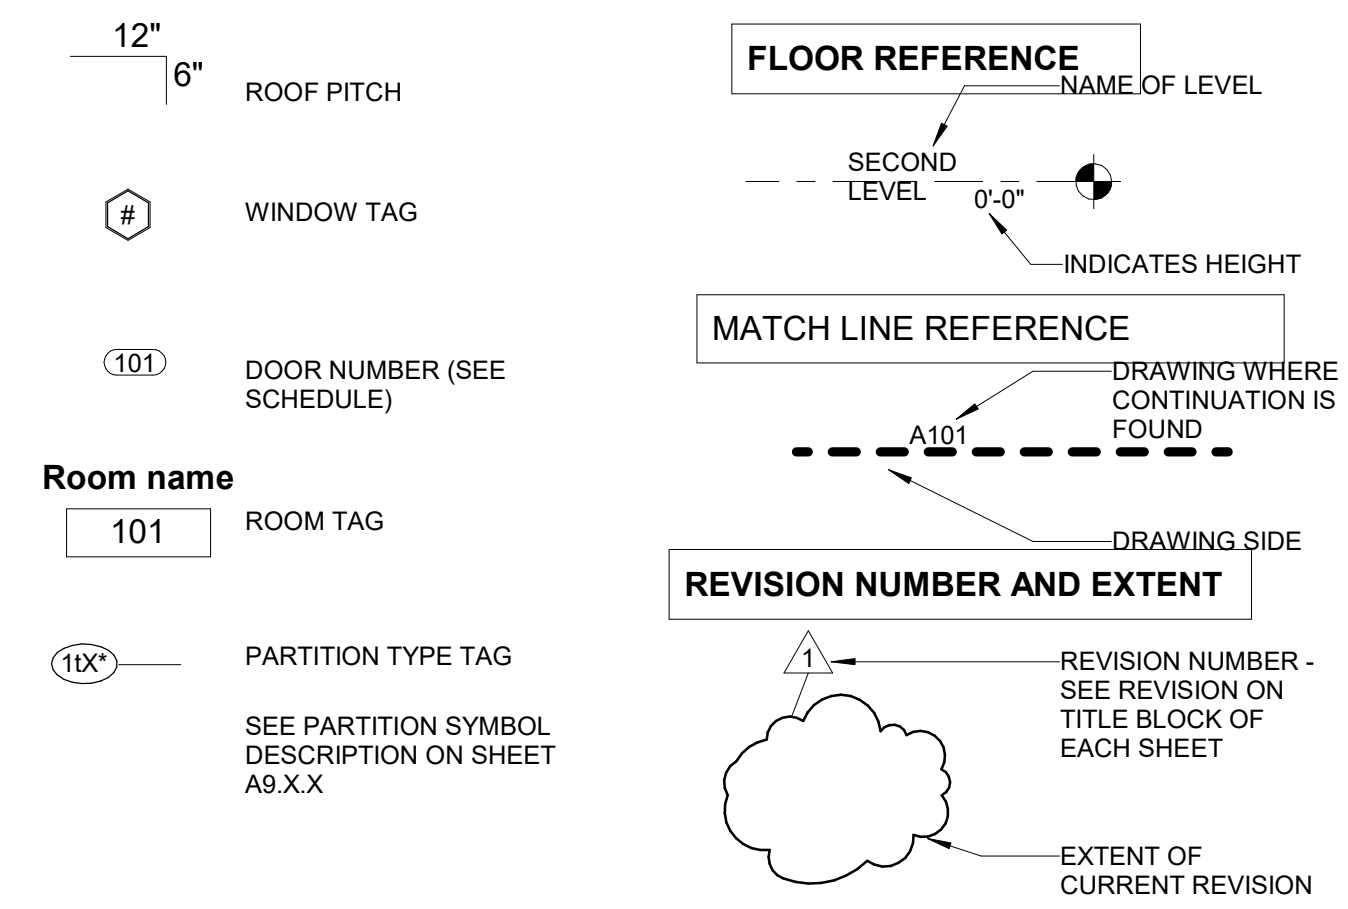 12"
6"
ROOF PITCH
#
WINDOW TAG
101
DOOR NUMBER (SEE
SCHEDULE)
Room name
101
ROOM TAG
1tX*
PARTITION TYPE TAG
SEE PARTITION SYMBOL
DESCRIPTION ON SHEET
A9.X.X
FLOOR REFERENCE
NAME OF LEVEL
SECOND
LEVEL
0'-0"
INDICATES HEIGHT
MATCH LINE REFERENCE
DRAWING WHERE
CONTINUATION IS
FOUND
A101
DRAWING SIDE
REVISION NUMBER AND EXTENT
1
REVISION NUMBER -
SEE REVISION ON
TITLE BLOCK OF
EACH SHEET
EXTENT OF
CURRENT REVISION